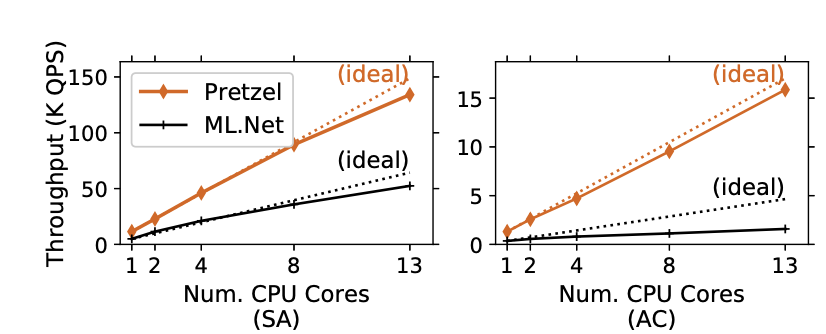 Throughput (K QPS)
150
100
50
0
Pretzel
ML.Net
(ideal)
(ideal)
1 2 4 8 13
Num. CPU Cores
(SA)
15
10
5
0
(ideal)
(ideal)
1 2 4 8 13
Num. CPU Cores
(AC)